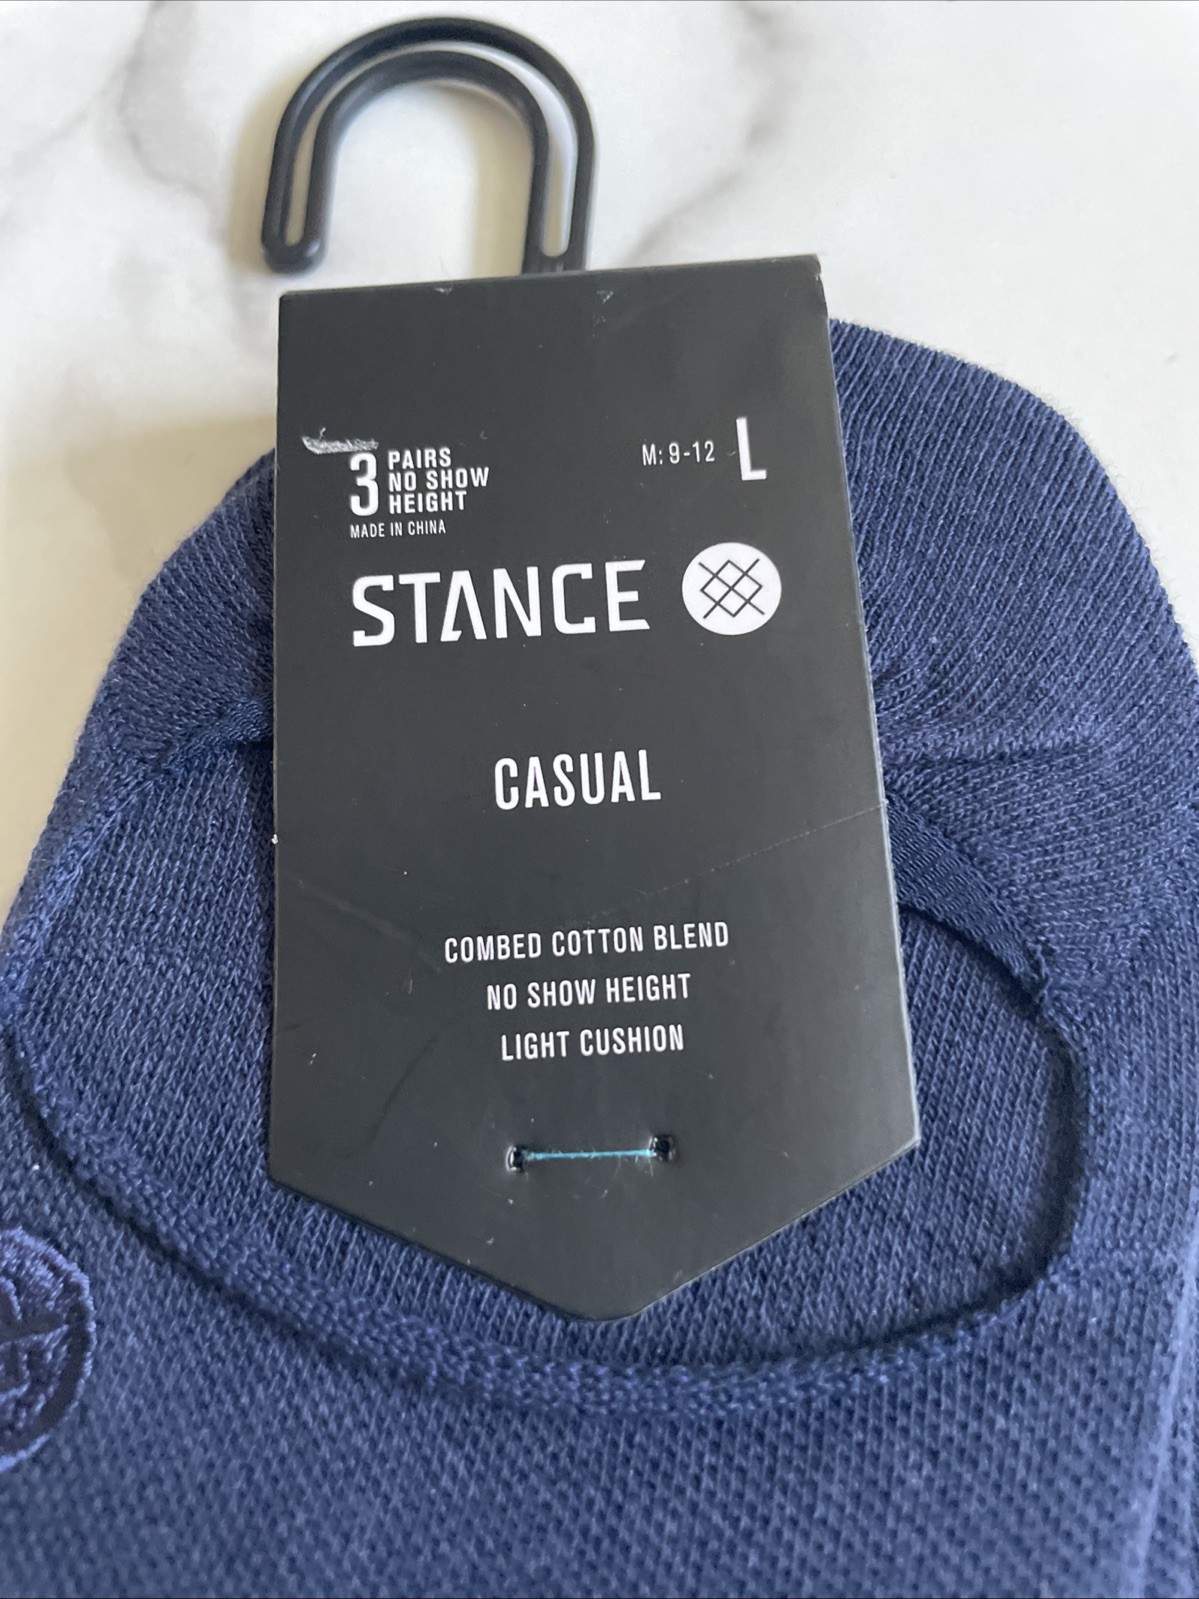 3 PAIRS
NO SHOW
HEIGHT
MADE IN CHINA
M: 9-12 L
STANCE
CASUAL
COMBED COTTON BLEND
NO SHOW HEIGHT
LIGHT CUSHION